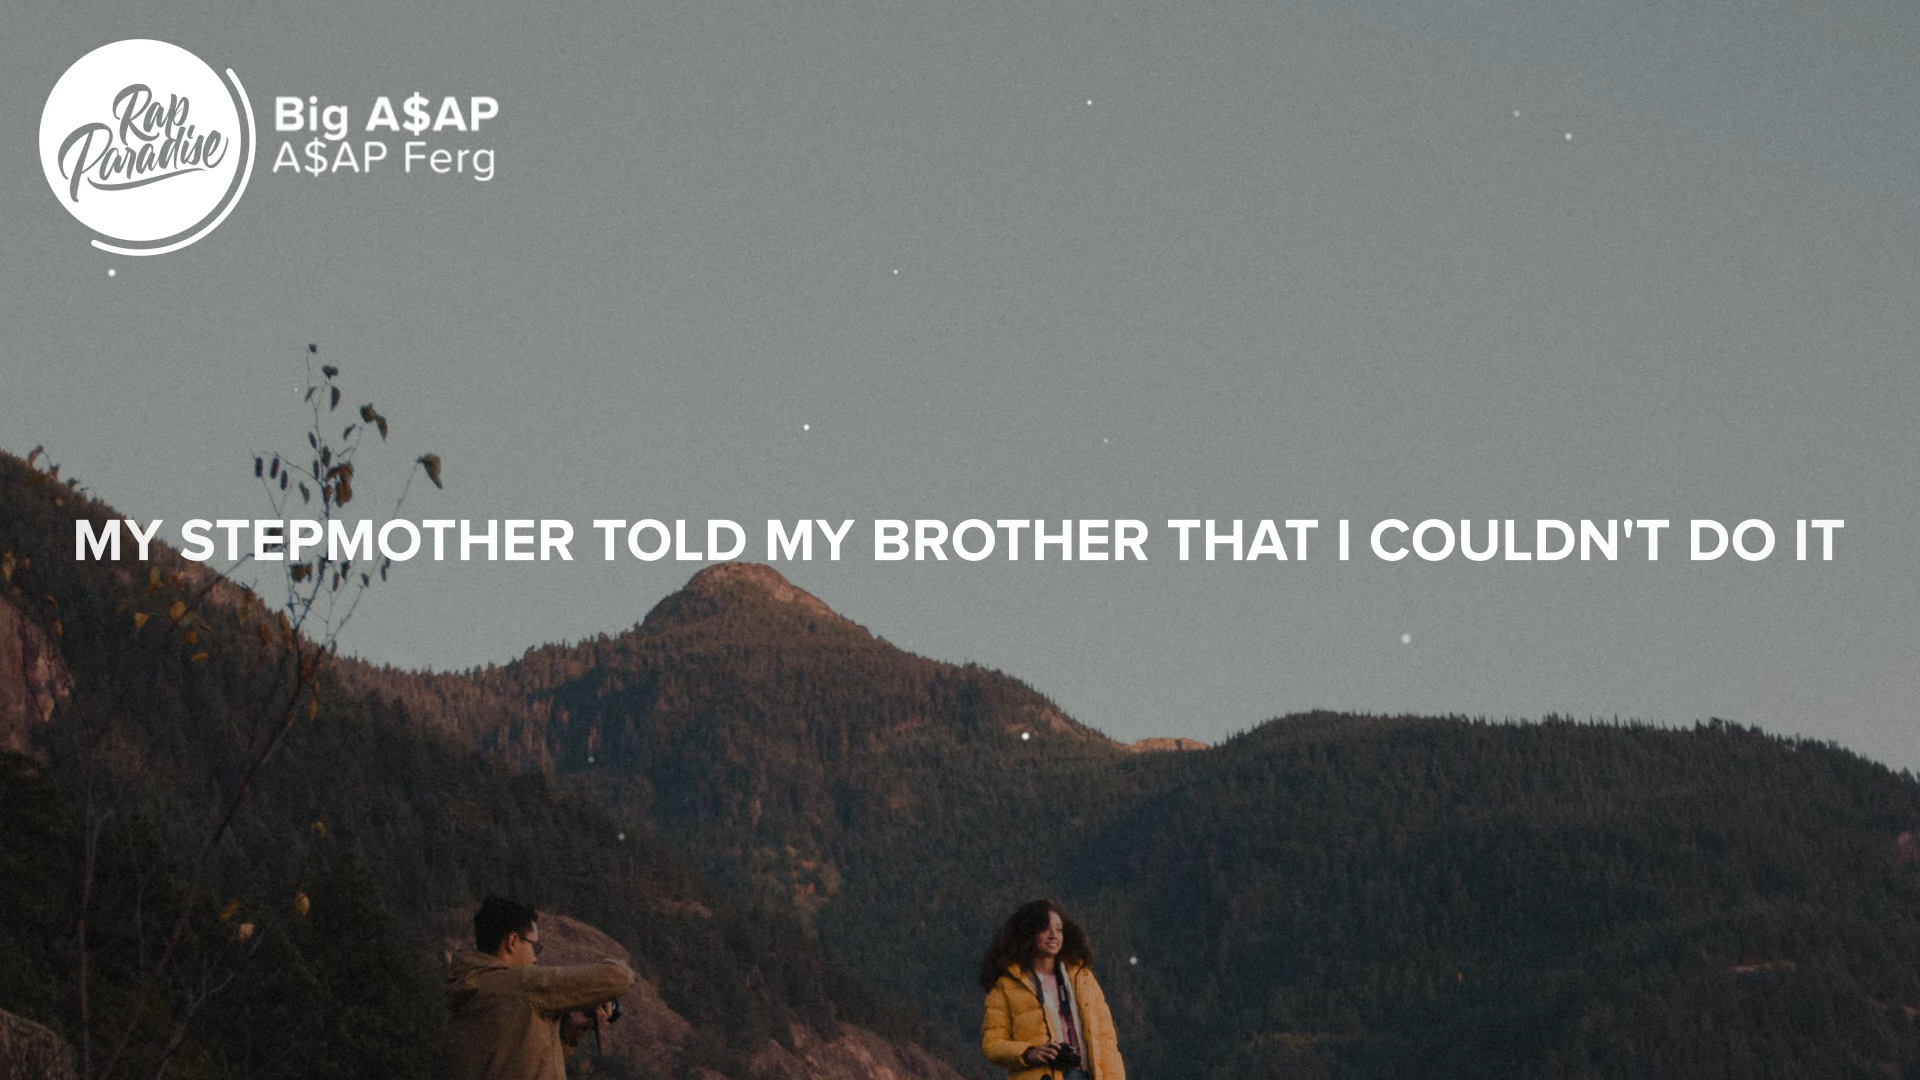 Rap
Paradise
Big A$AP
A$AP Ferg
MY STEPMOTHER TOLD MY BROTHER THAT I COULDN'T DO IT